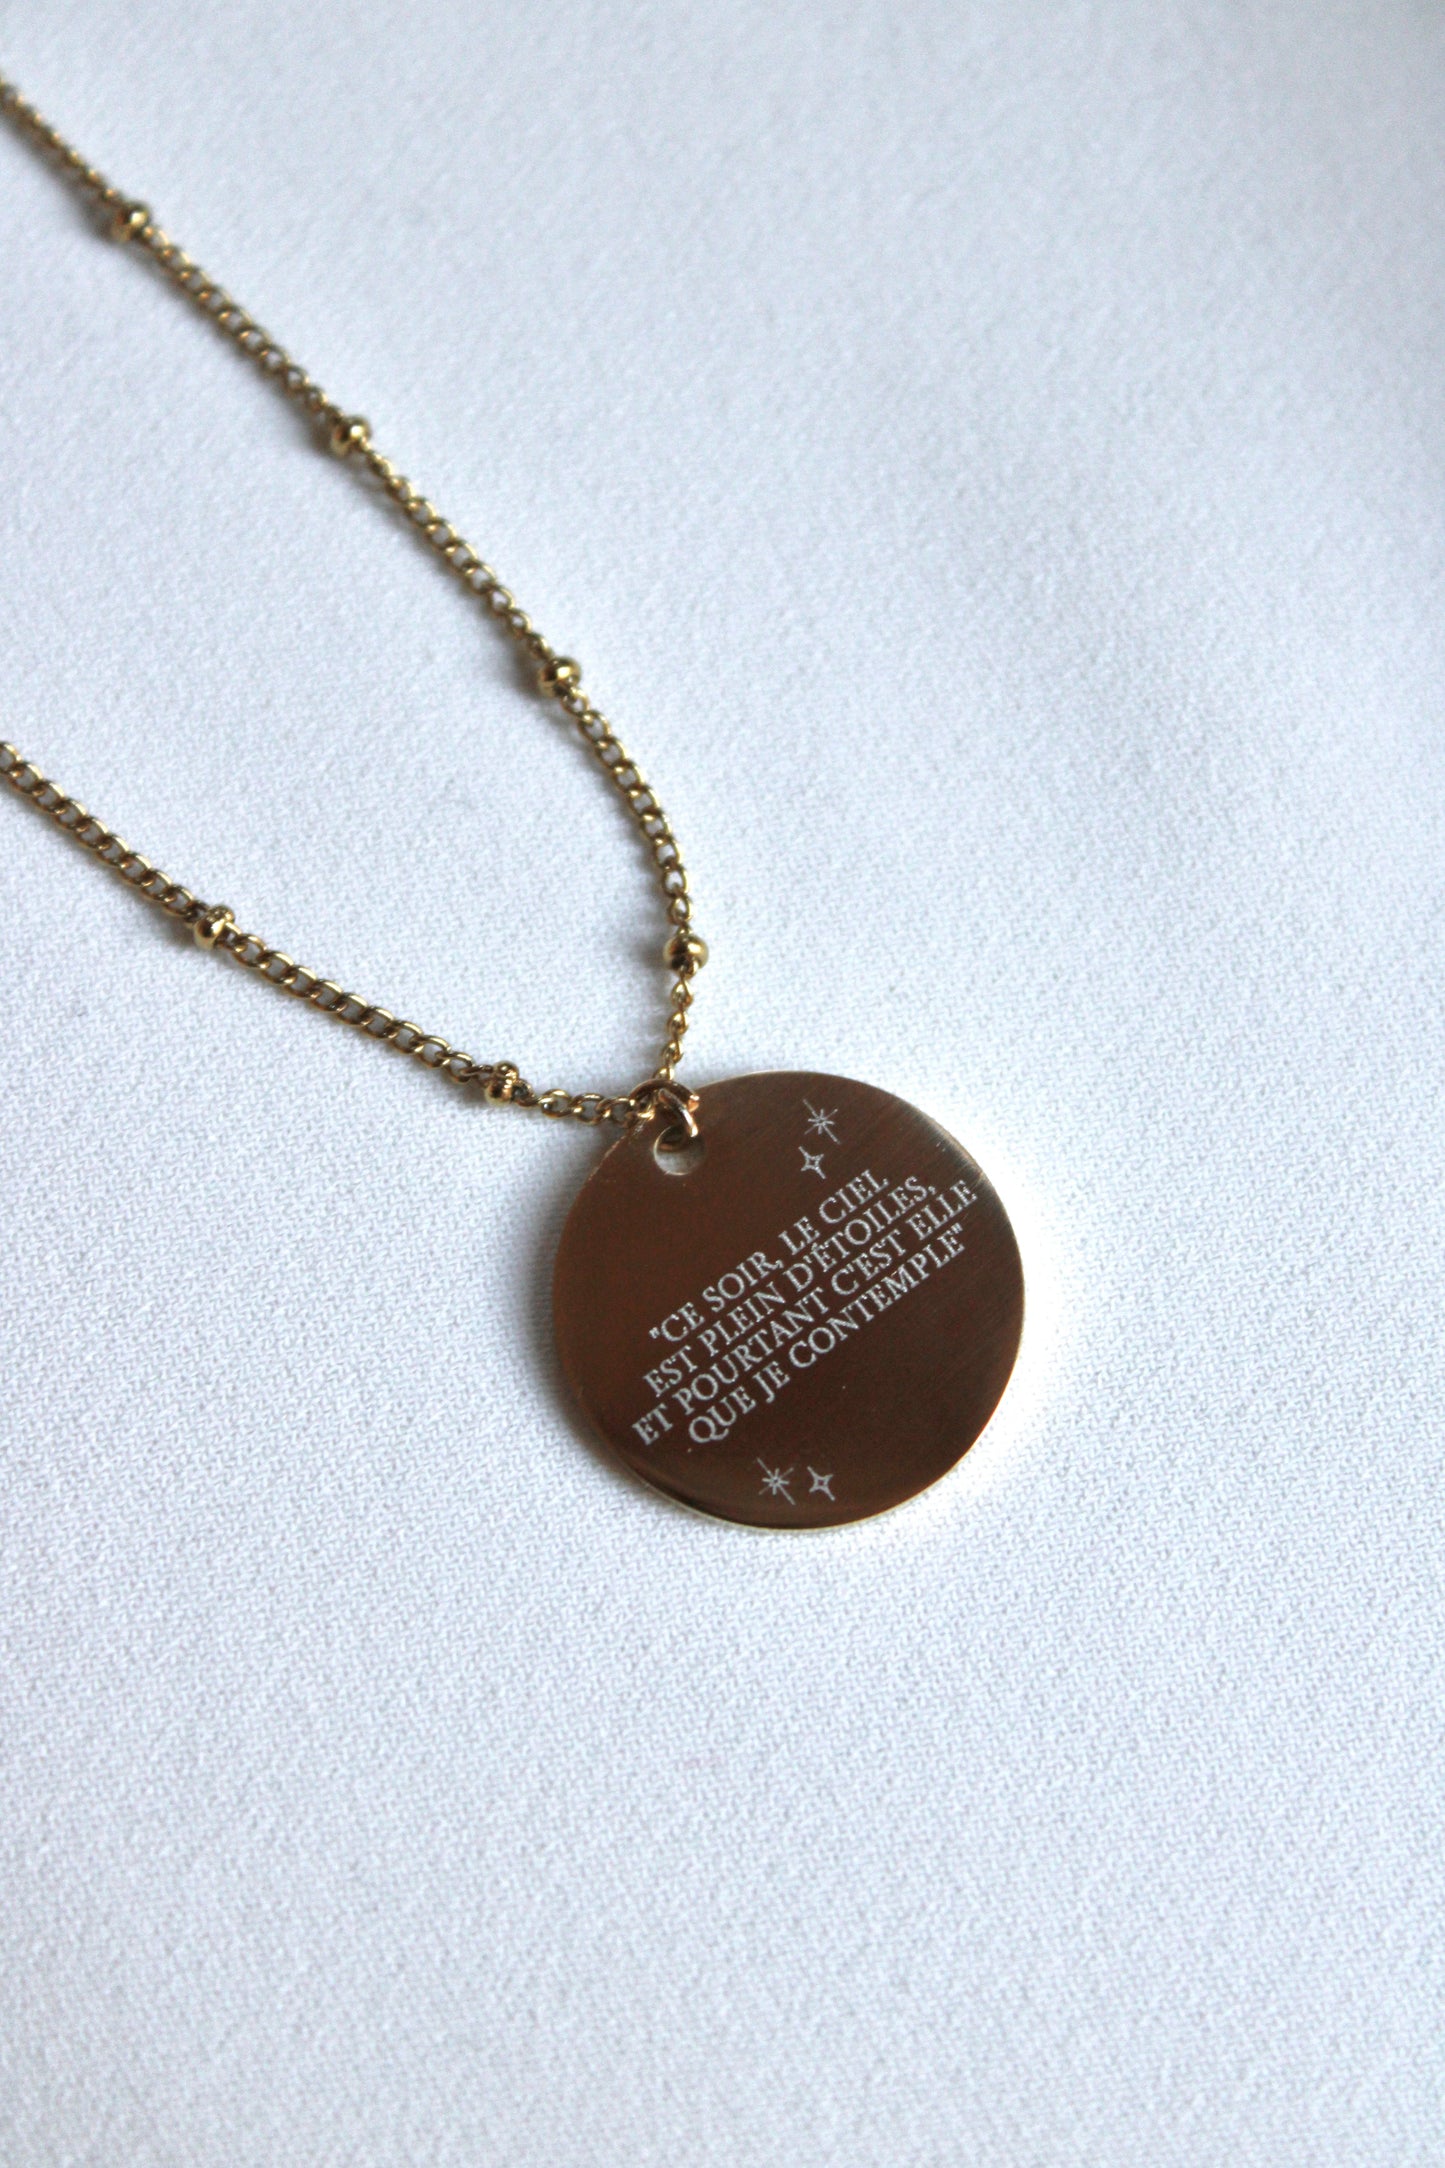 "CE SOIR, LE CIEL
EST PLEIN D'ÉTOILES,
ET POURTANT C'EST ELLE
QUE JE CONTEMPLE"